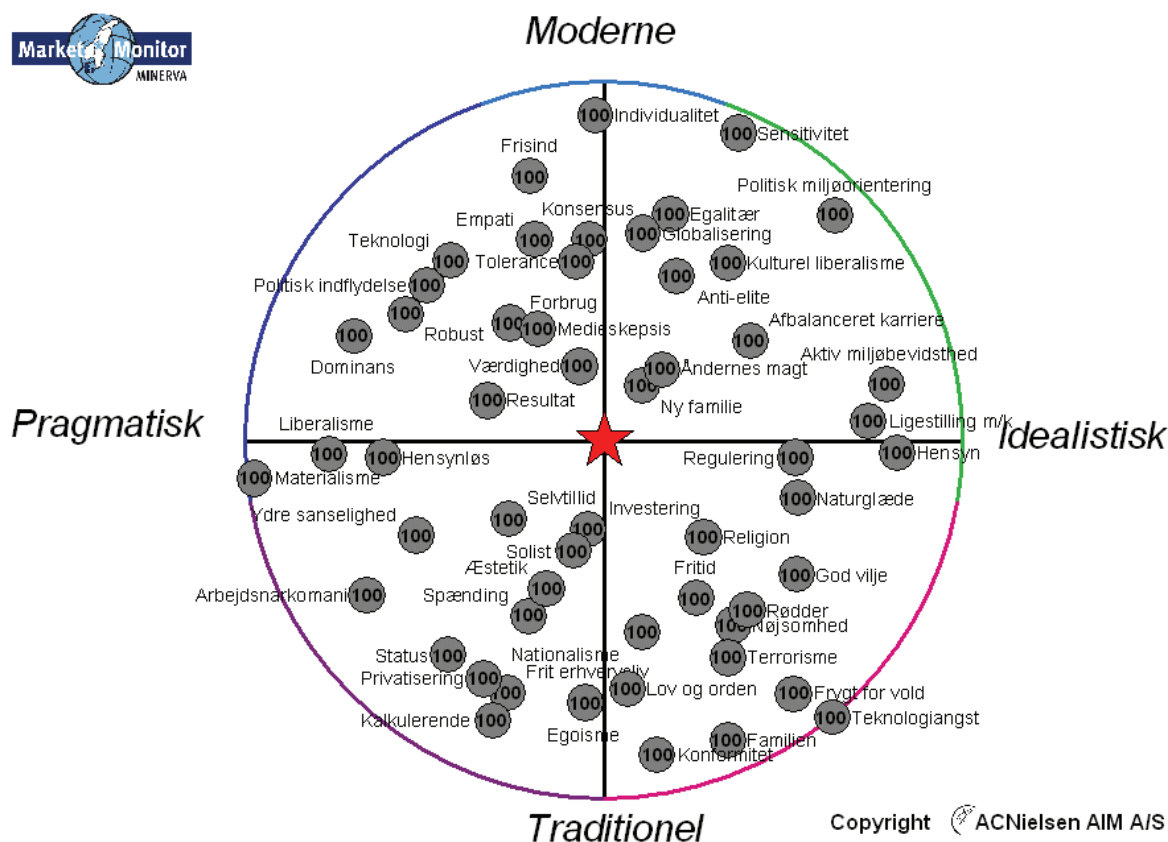 Moderne
Market Monitor
MINERVA
100 Individualitet
100 Sensitivitet
Frisind
100
Politisk miljøorientering
100
Empati
100
Konsensus
100
100 Egalitær
100 Globalisering
Teknologi
100
Tolerance 100
100 Kulturel liberalisme
100
Anti-elite
Politisk indflydelse 100
100
Robust
Forbrug
100
100 Medieskepsis
Afbalanceret karriere
100
100
Dominans
Værdighed 100
100 Åndernes magt
Aktiv miljøbevidsthed
100
100 Resultat
100
Ny familie
100 Ligestilling m/k
Pragmatisk
Idealistisk
Liberalisme
100
100 Hensynløs
Regulering 100
100 Hensyn
100 Materialisme
100 Naturglæde
Ydre sanselighed
100
Selvtillid
100
Investering
100
Solist 100
100 Religion
Æstetik
100
Fritid
100
100 God vilje
Arbejdsnarkomani 100
Spænding
100
100 Rødder
100 Nøjsomhed
100
Nationalisme
Status 100
100 Terrorisme
Privatisering 100
Frit erhvervsliv
100
100 Lov og orden
100 Frygt for vold
Kalkulerende 100
100
Egoisme
100 Teknologiangst
100 Familien
100 Konformitet
Traditionel
Copyright ACNielsen AIM A/S